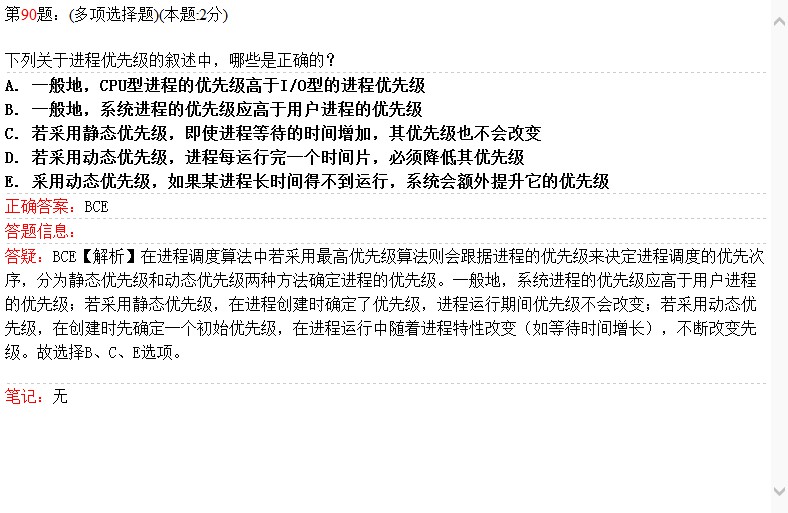 第90题：(多项选择题)(本题:2分)
下列关于进程优先级的叙述中，哪些是正确的？
A. 一般地，CPU型进程的优先级高于I/O型的进程优先级
B. 一般地，系统进程的优先级应高于用户进程的优先级
C. 若采用静态优先级，即使进程等待的时间增加，其优先级也不会改变
D. 若采用动态优先级，进程每运行完一个时间片，必须降低其优先级
E. 采用动态优先级，如果某进程长时间得不到运行，系统会额外提升它的优先级
正确答案：BCE
答题信息：
答疑：BCE【解析】在进程调度算法中若采用最高优先级算法则会跟据进程的优先级来决定进程调度的优先次
序，分为静态优先级和动态优先级两种方法确定进程的优先级。一般地，系统进程的优先级应高于用户进程
的优先级；若采用静态优先级，在进程创建时确定了优先级，进程运行期间优先级不会改变；若采用动态优
先级，在创建时先确定一个初始优先级，在进程运行中随着进程特性改变（如等待时间增长），不断改变先
级。故选择B、C、E选项。
笔记：无